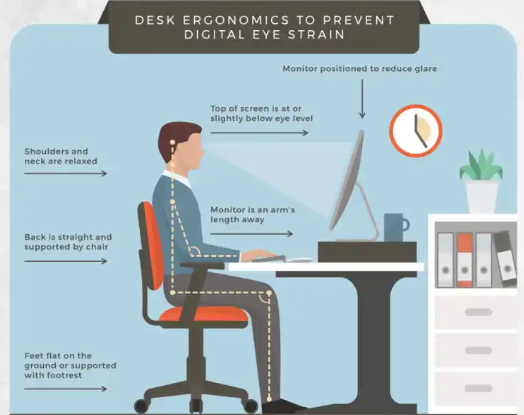 DESK ERGONOMICS TO PREVENT
DIGITAL EYE STRAIN
Monitor positioned to reduce glare
Top of screen is at or
slightly below eye level
Shoulders and
neck are relaxed
Monitor is an arm's
length away
Back is straight and
supported by chair
Feet flat on the
ground or supported
with footrest